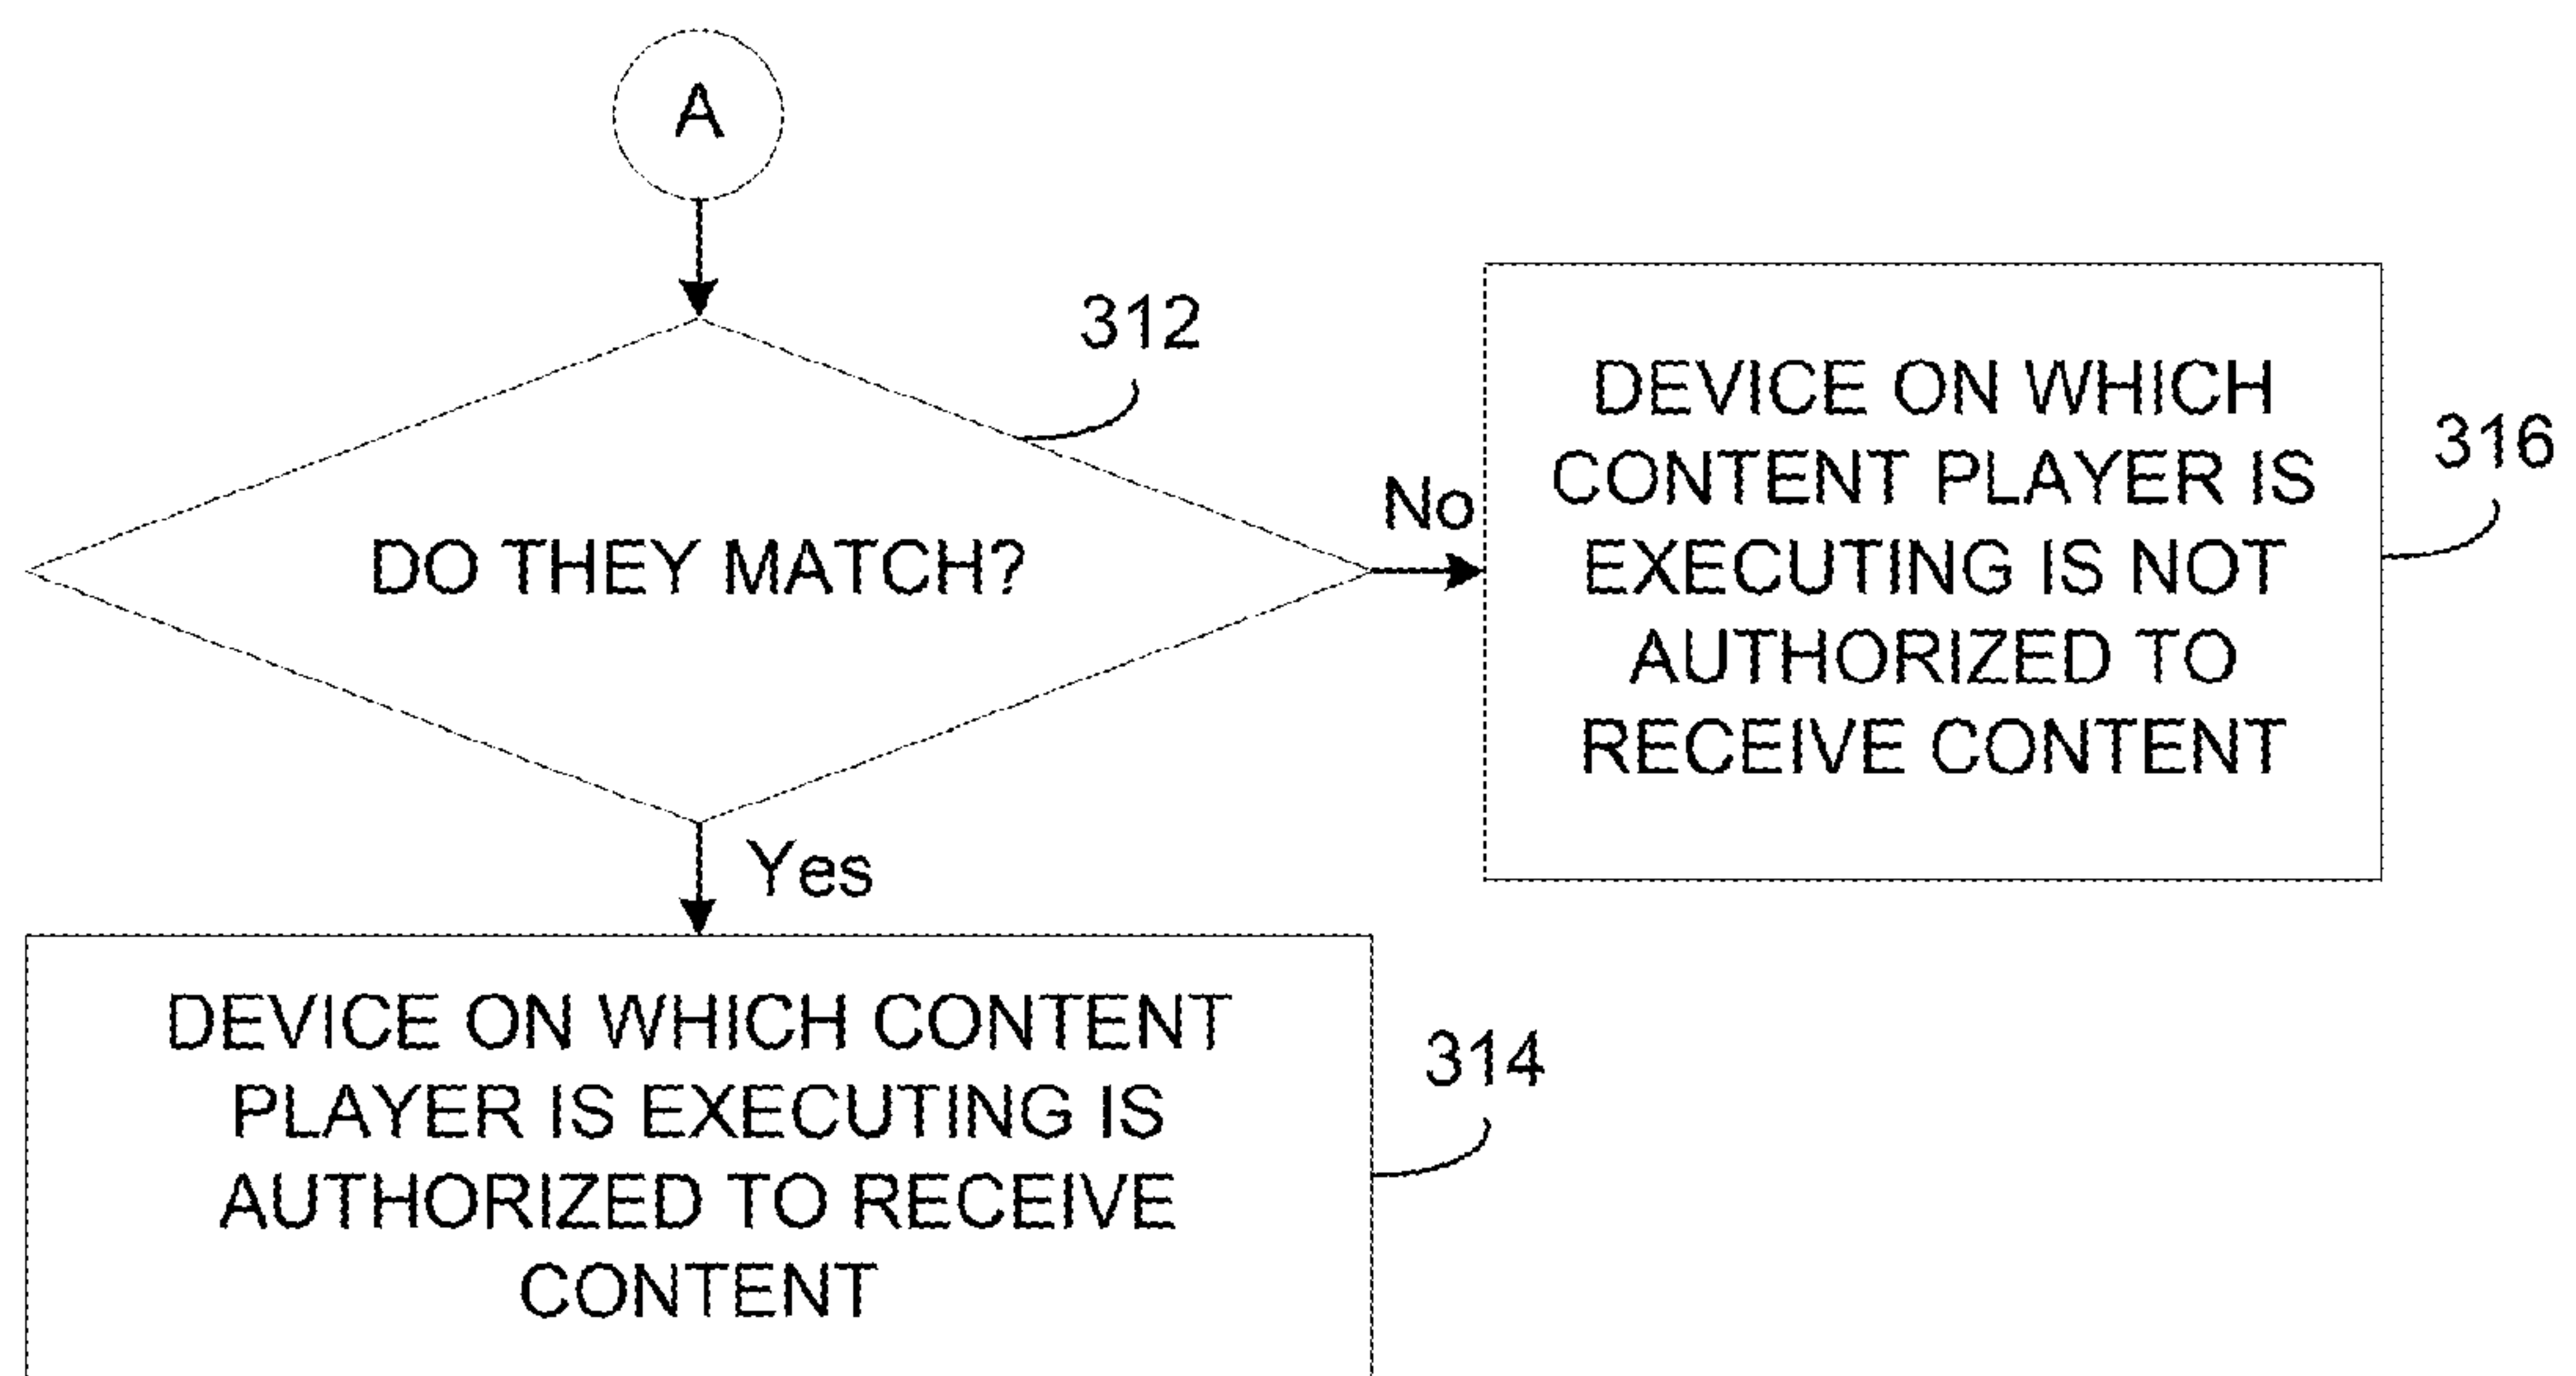 A
312
DO THEY MATCH?
No
DEVICE ON WHICH
CONTENT PLAYER IS
EXECUTING IS NOT
AUTHORIZED TO
RECEIVE CONTENT
316
Yes
DEVICE ON WHICH CONTENT
PLAYER IS EXECUTING IS
AUTHORIZED TO RECEIVE
CONTENT
314